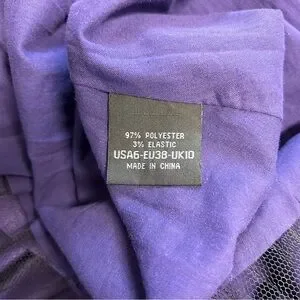 97% POLYESTER
3% ELASTIC
USA6-EU38-UK10
MADE IN CHINA